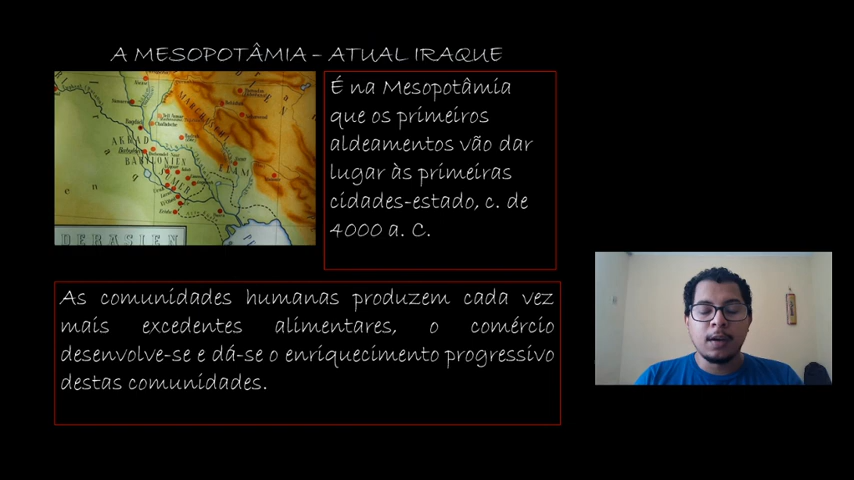 A MESOPOTÂMIA – ATUAL IRAQUE
É na Mesopotâmia
que os primeiros
aldeamentos vão dar
lugar às primeiras
cidades-estado, c. de
4000 a. C.
AKKAD
BABYLONIEN
SUMER
ELAM
DERASIEN
As comunidades humanas produzem cada vez
mais excedentes alimentares, o comércio
desenvolve-se e dá-se o enriquecimento progressivo
destas comunidades.